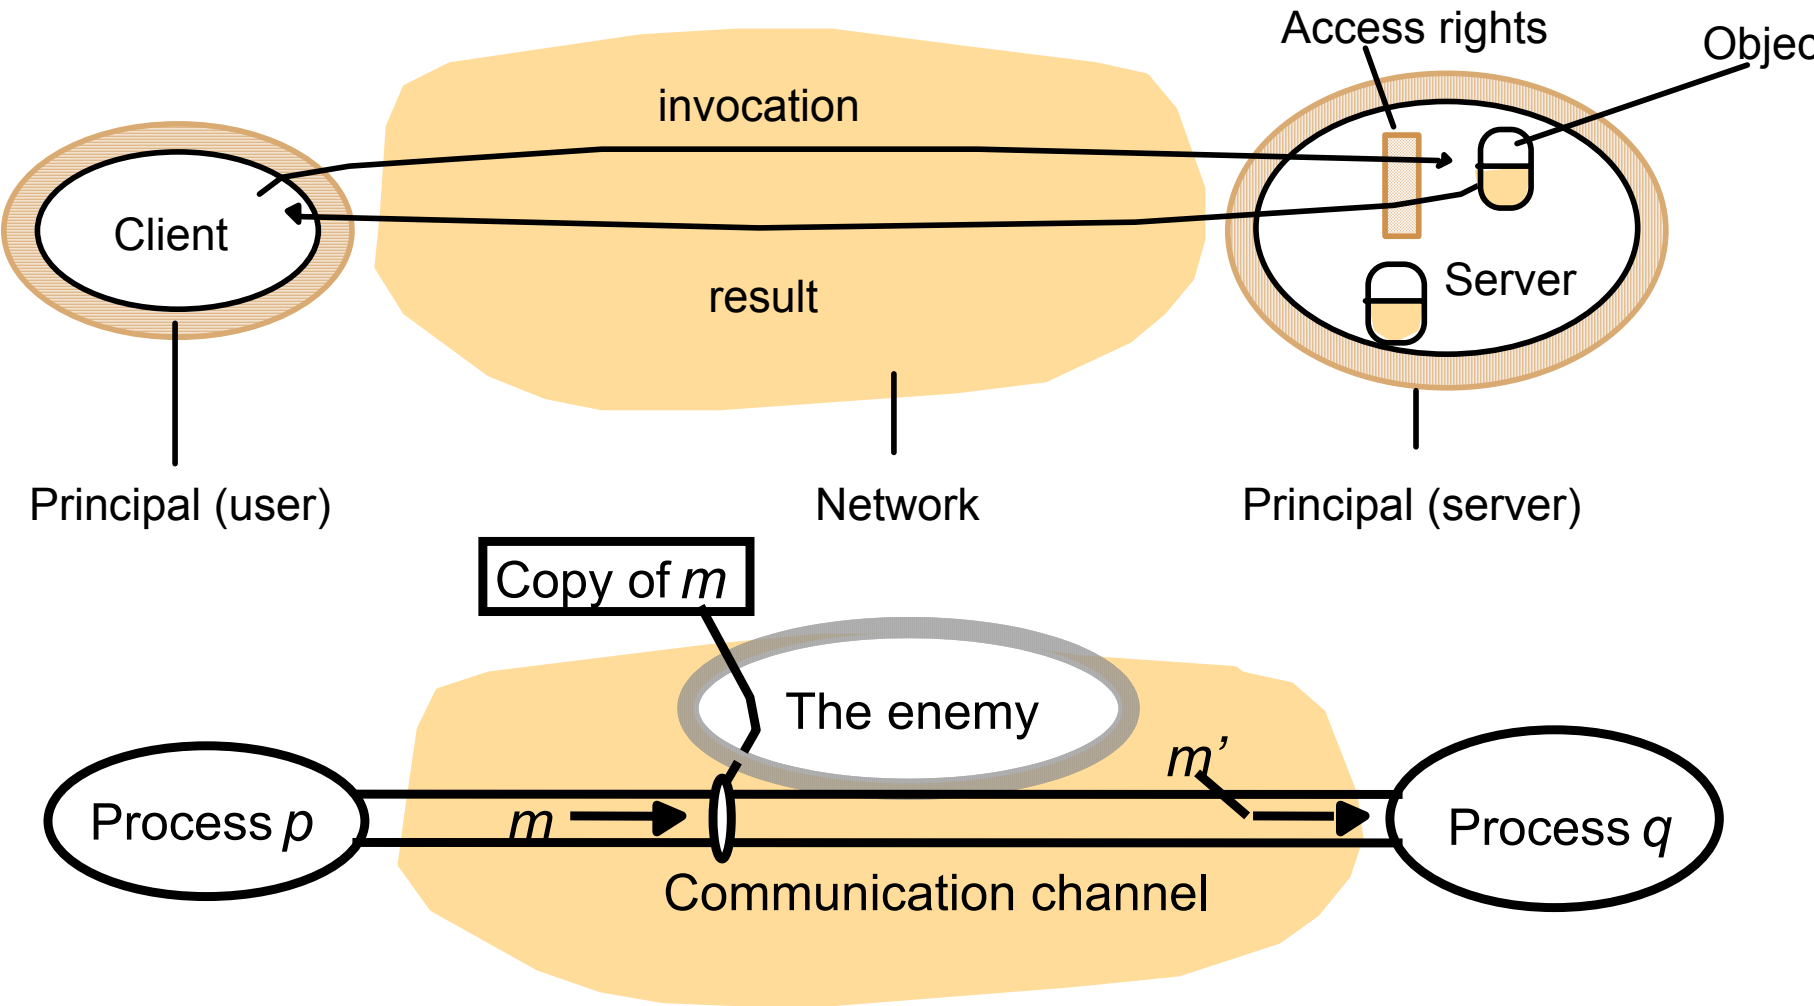 Access rights
Objec
invocation
Client
result
Server
Principal (user)
Network
Principal (server)
Copy of m
The enemy
m’
Process p
m
Process q
Communication channel